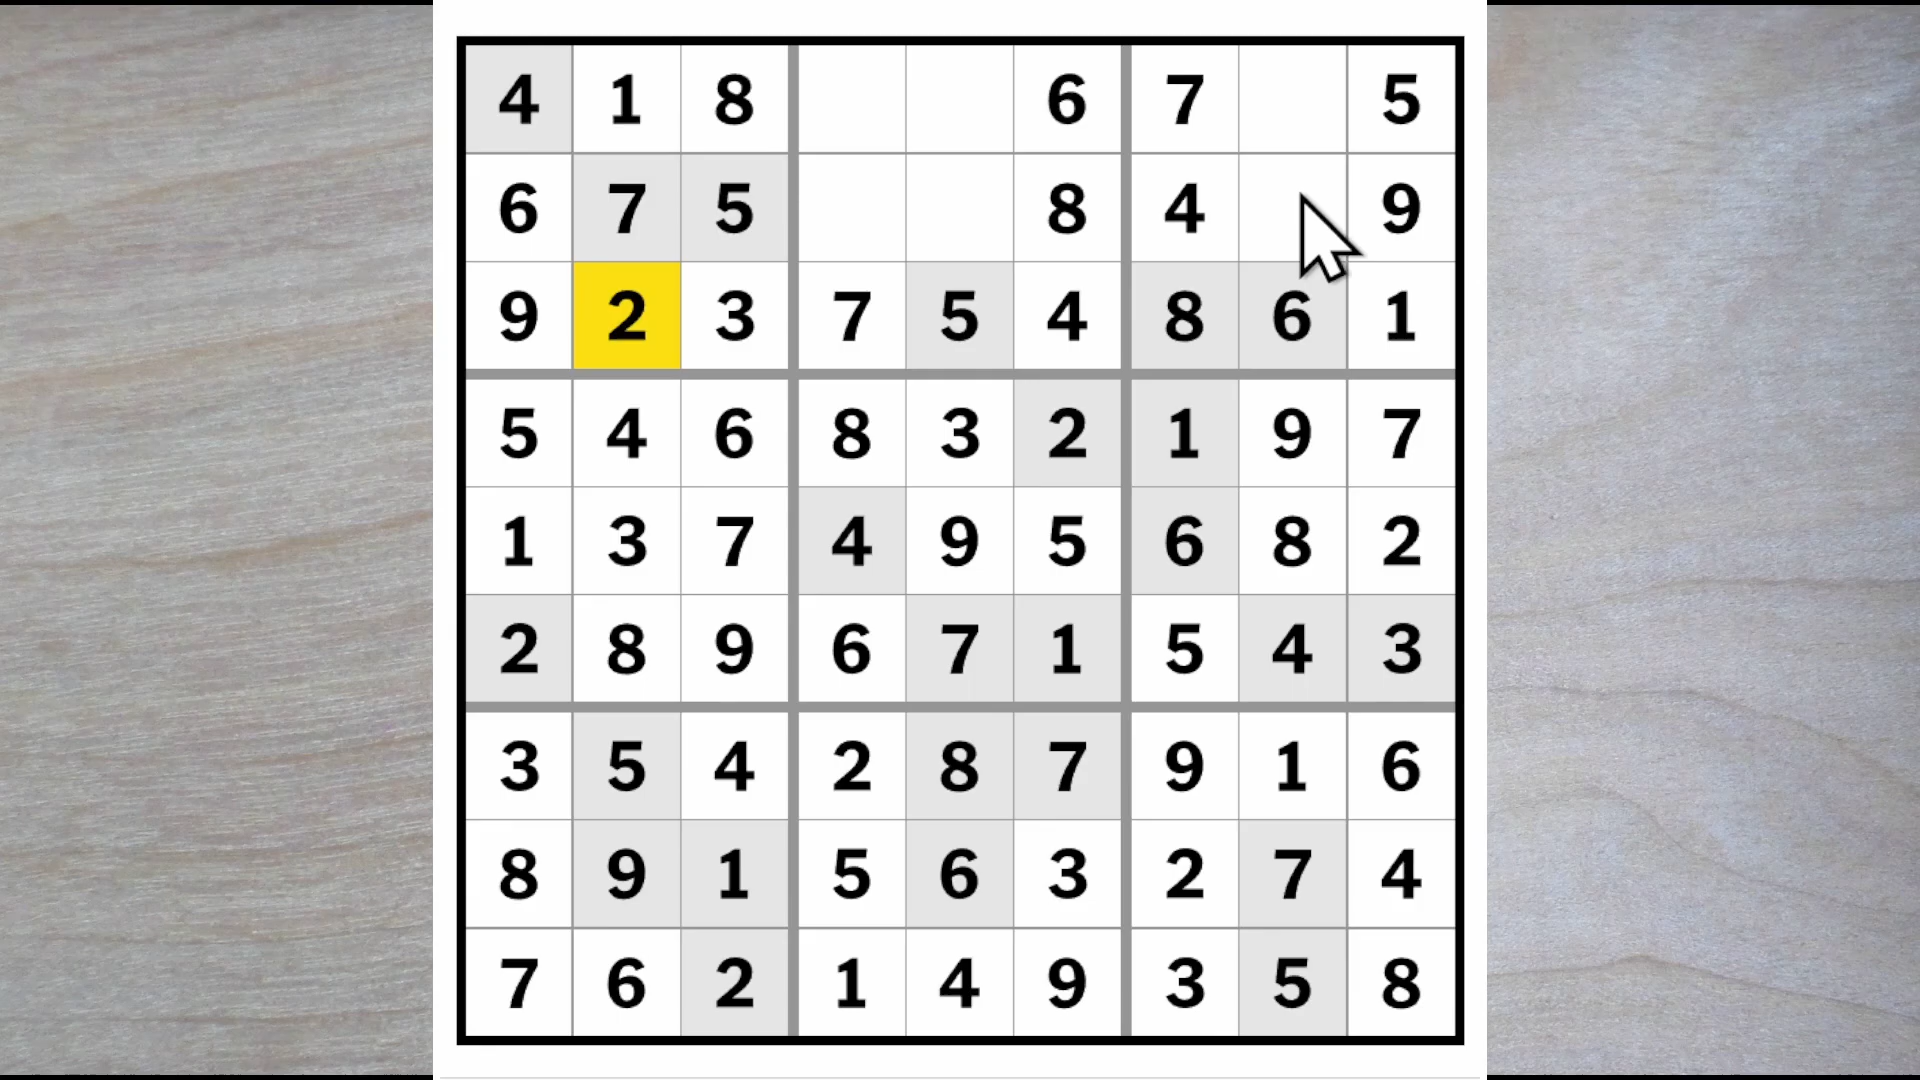 4 1 8 6 7 5
6 7 5 8 4 9
9 2 3 7 5 4 8 6 1
5 4 6 8 3 2 1 9 7
1 3 7 4 9 5 6 8 2
2 8 9 6 7 1 5 4 3
3 5 4 2 8 7 9 1 6
8 9 1 5 6 3 2 7 4
7 6 2 1 4 9 3 5 8